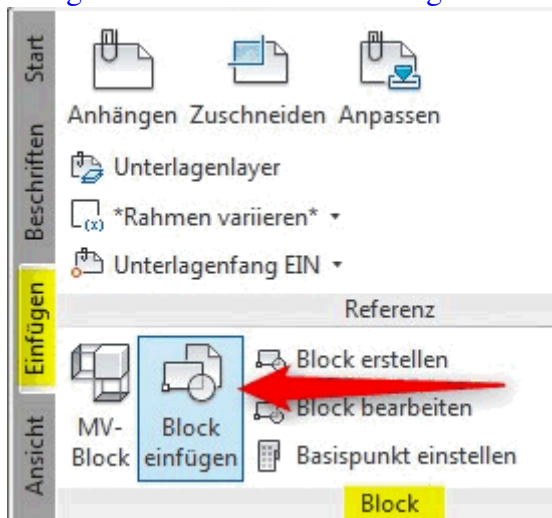 Start
Beschriften
Einfügen
Ansicht
Anhängen Zuschneiden Anpassen
Unterlagenlayer
(x) *Rahmen variieren*
Unterlagenfang EIN
Referenz
MV-Block
Block einfügen
Block erstellen
Block bearbeiten
Basispunkt einstellen
Block